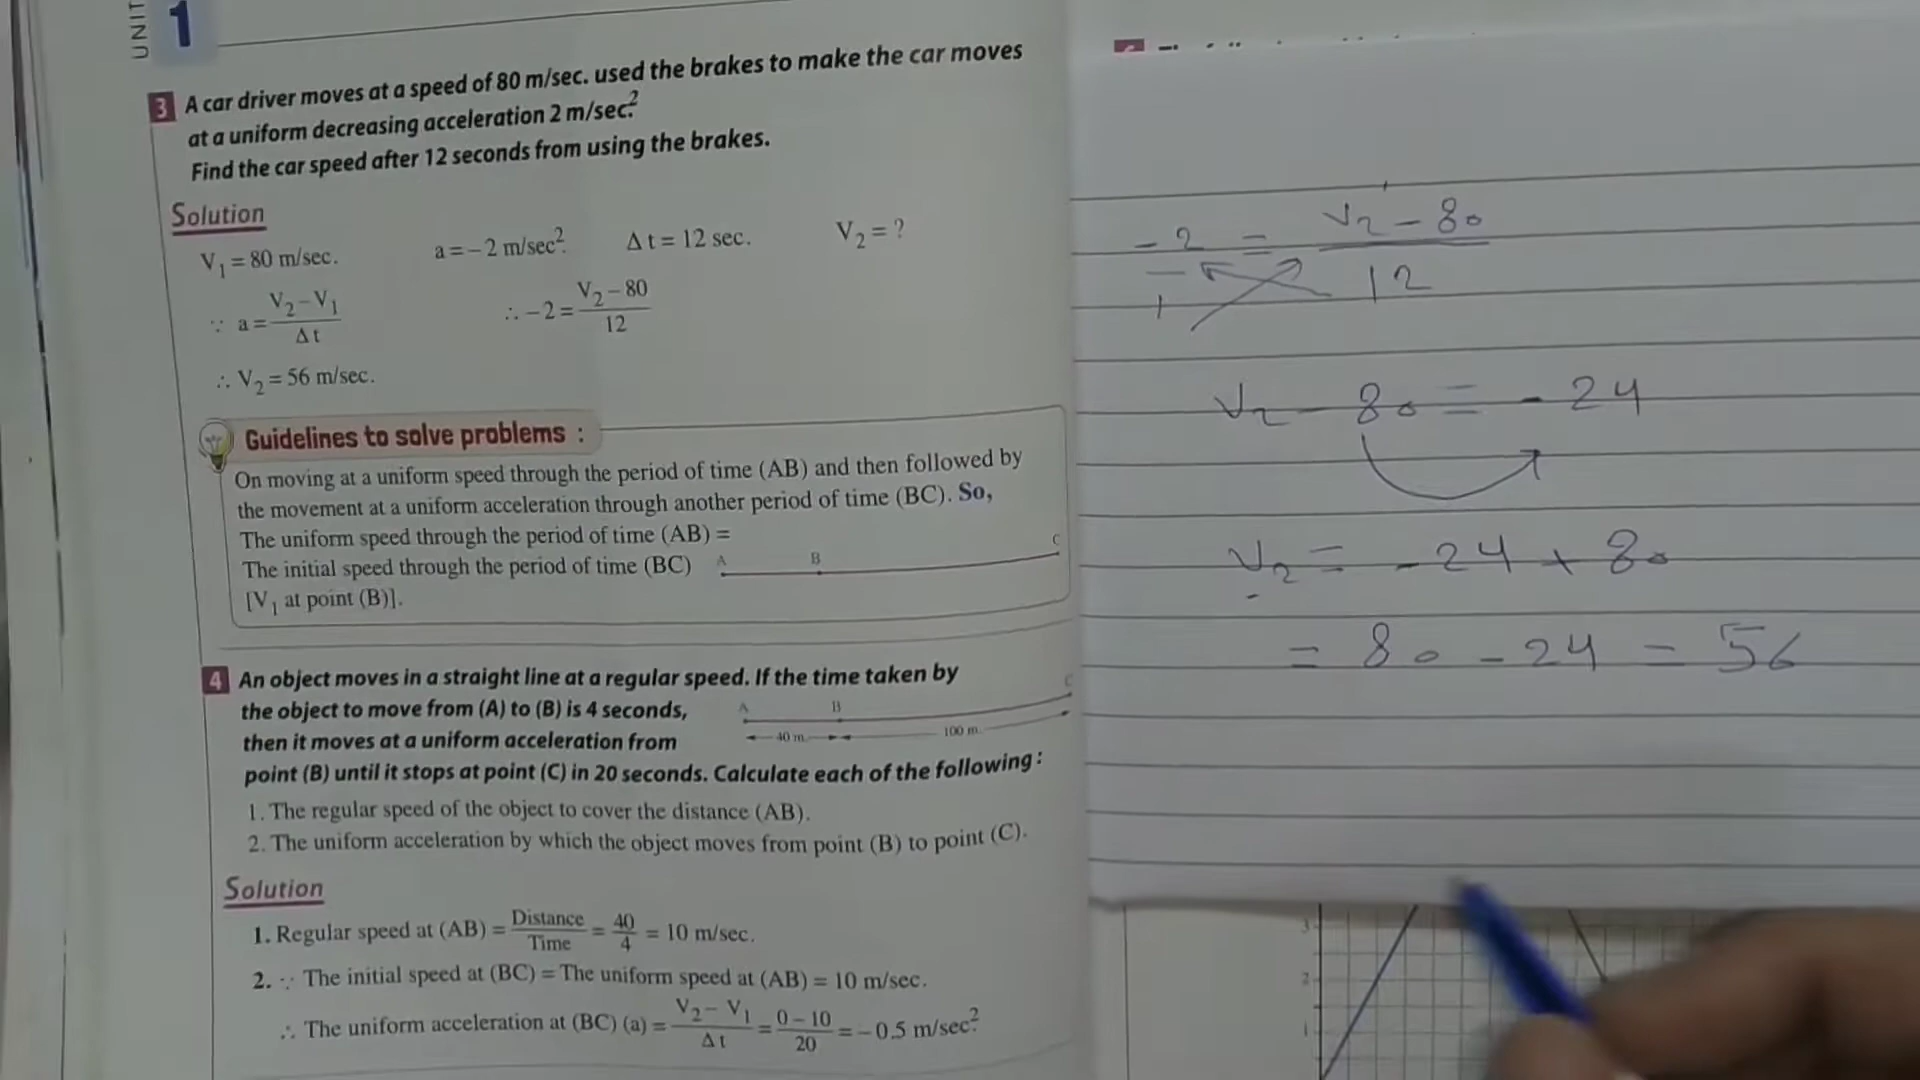 UNIT 1
3 A car driver moves at a speed of 80 m/sec. used the brakes to make the car moves
at a uniform decreasing acceleration 2 m/sec.²
Find the car speed after 12 seconds from using the brakes.
Solution
V₁ = 80 m/sec. a = – 2 m/sec². Δ t = 12 sec. V₂ = ?
∵ a = (V₂ – V₁)/(Δ t) ∴ – 2 = (V₂ – 80)/12
∴ V₂ = 56 m/sec.
Guidelines to solve problems :
On moving at a uniform speed through the period of time (AB) and then followed by
the movement at a uniform acceleration through another period of time (BC). So,
The uniform speed through the period of time (AB) =
The initial speed through the period of time (BC)
[V₁ at point (B)].
A B C
4 An object moves in a straight line at a regular speed. If the time taken by
the object to move from (A) to (B) is 4 seconds,
then it moves at a uniform acceleration from
point (B) until it stops at point (C) in 20 seconds. Calculate each of the following :
A B C
40 m. 100 m.
1. The regular speed of the object to cover the distance (AB).
2. The uniform acceleration by which the object moves from point (B) to point (C).
Solution
1. Regular speed at (AB) = Distance/Time = 40/4 = 10 m/sec.
2. ∵ The initial speed at (BC) = The uniform speed at (AB) = 10 m/sec.
∴ The uniform acceleration at (BC) (a) = (V₂ – V₁)/(Δ t) = (0 – 10)/20 = – 0.5 m/sec².
-2/1 = (V₂ - 80)/12
V₂ - 80 = - 24
V₂ = - 24 + 80
= 80 - 24 = 56
3
2
1